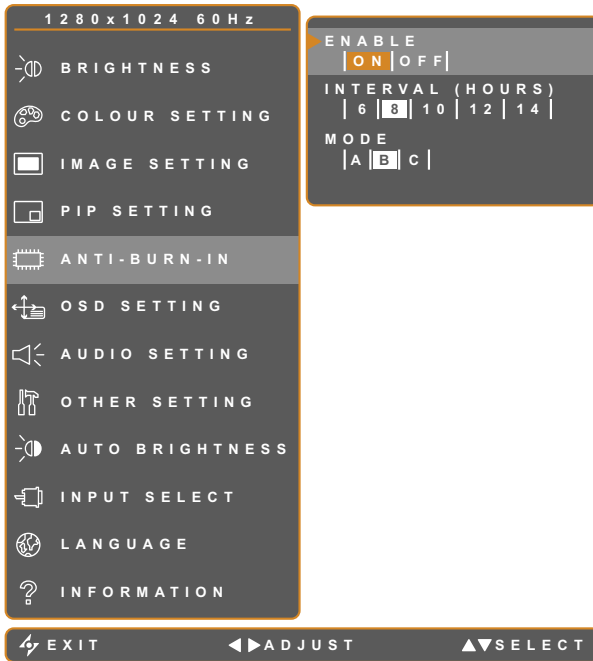 1280x1024 60Hz
BRIGHTNESS
COLOUR SETTING
IMAGE SETTING
PIP SETTING
ANTI-BURN-IN
OSD SETTING
AUDIO SETTING
OTHER SETTING
AUTO BRIGHTNESS
INPUT SELECT
LANGUAGE
INFORMATION
ENABLE
ON OFF
INTERVAL (HOURS)
6 8 10 12 14
MODE
A B C
EXIT ADJUST SELECT